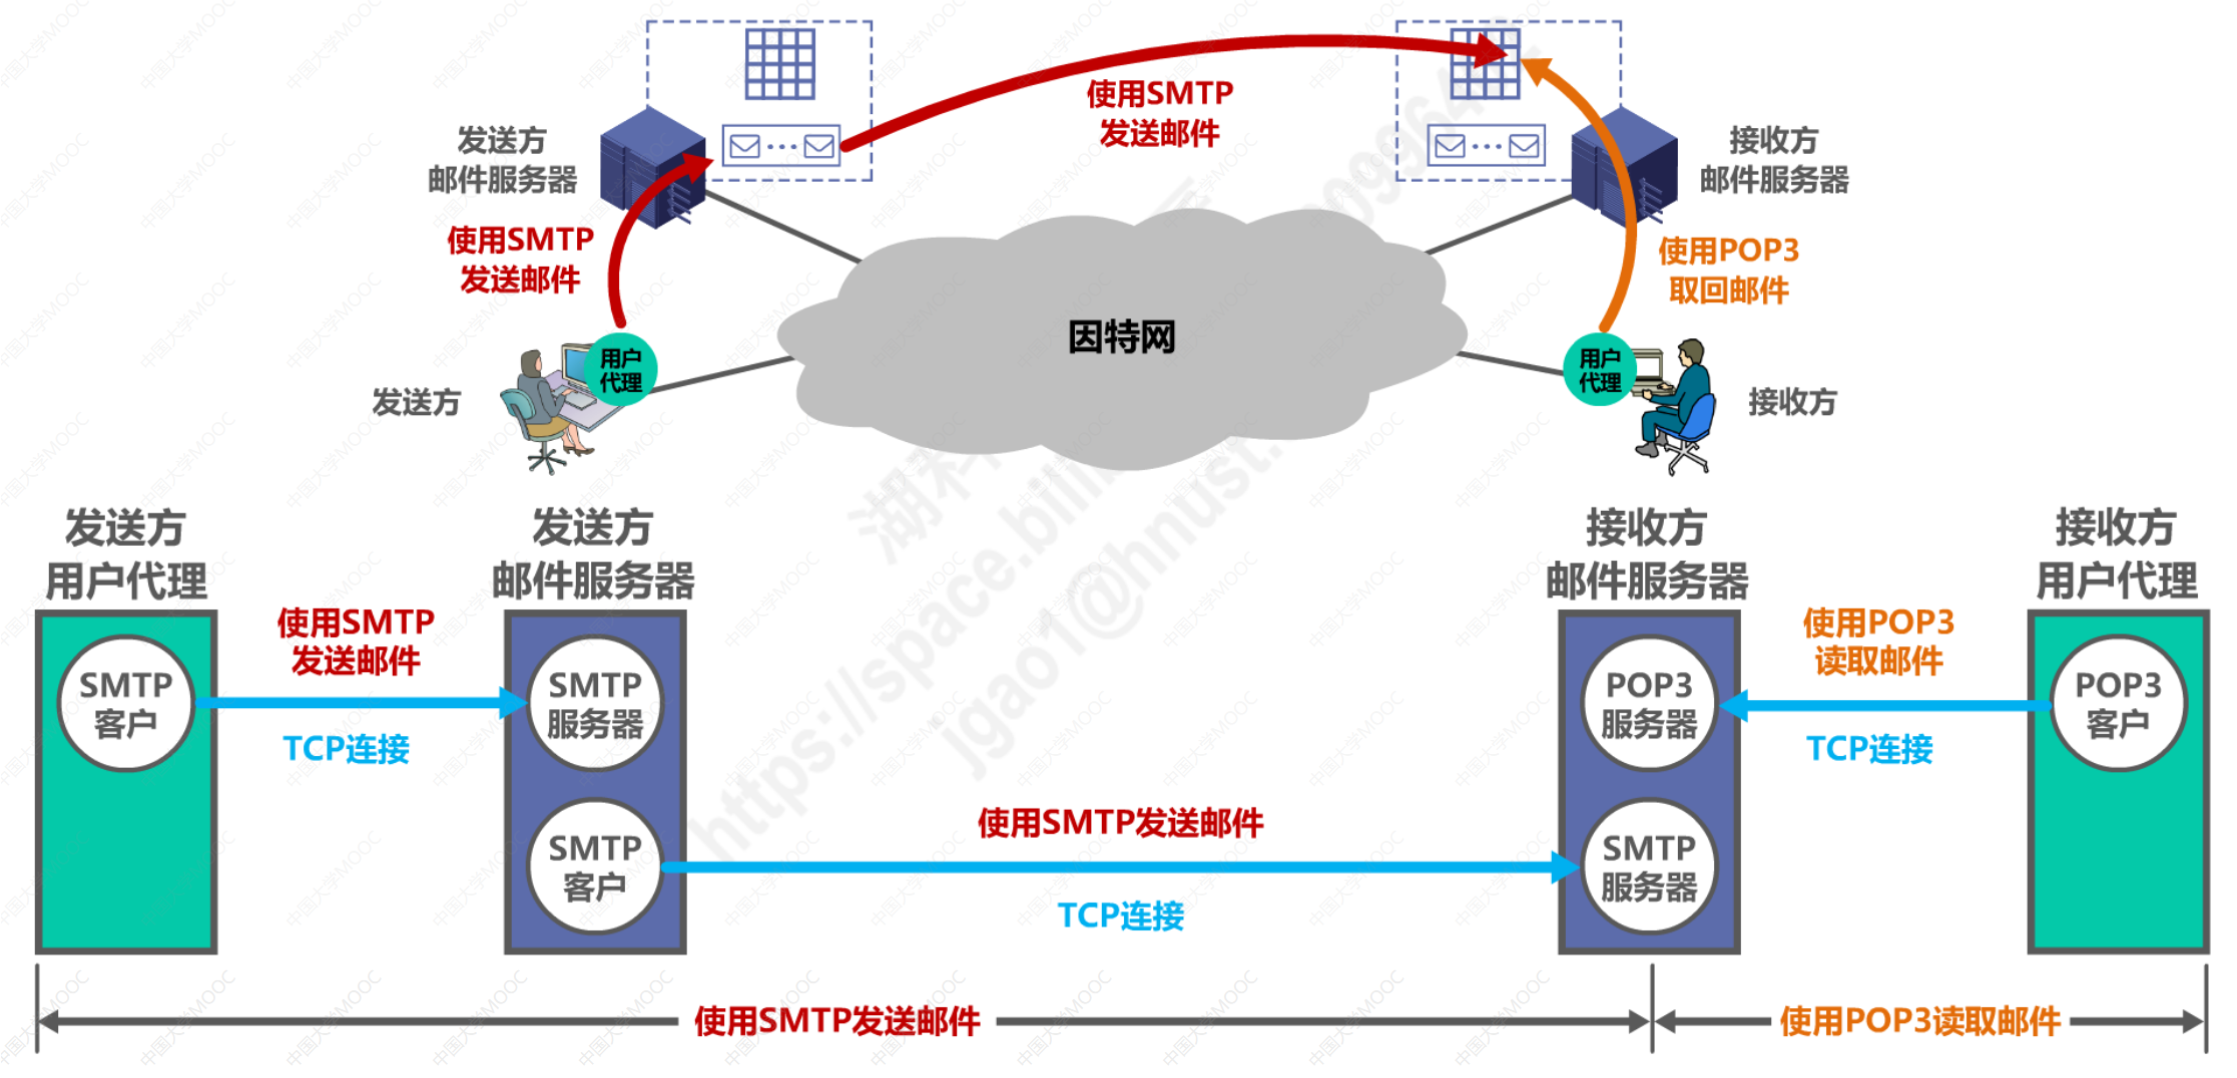 使用SMTP
发送邮件
发送方
邮件服务器
接收方
邮件服务器
使用SMTP
发送邮件
使用POP3
取回邮件
因特网
用户
代理
用户
代理
发送方
接收方
发送方
用户代理
发送方
邮件服务器
接收方
邮件服务器
接收方
用户代理
使用SMTP
发送邮件
使用POP3
读取邮件
SMTP
客户
SMTP
服务器
POP3
服务器
POP3
客户
TCP连接
TCP连接
使用SMTP发送邮件
SMTP
客户
SMTP
服务器
TCP连接
使用SMTP发送邮件
使用POP3读取邮件
中国大学MOOC
jgao1@hnust.